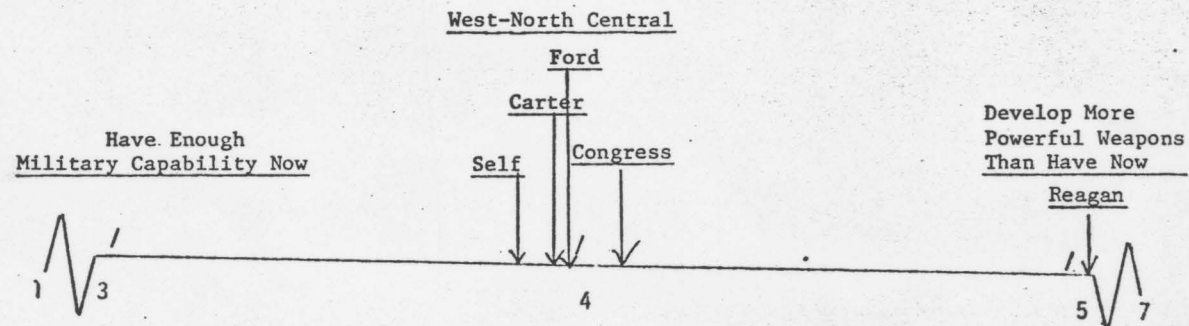 West-North Central
Ford
Carter
Have Enough
Military Capability Now
Self
Congress
Develop More
Powerful Weapons
Than Have Now
Reagan
1 3 4 5 7